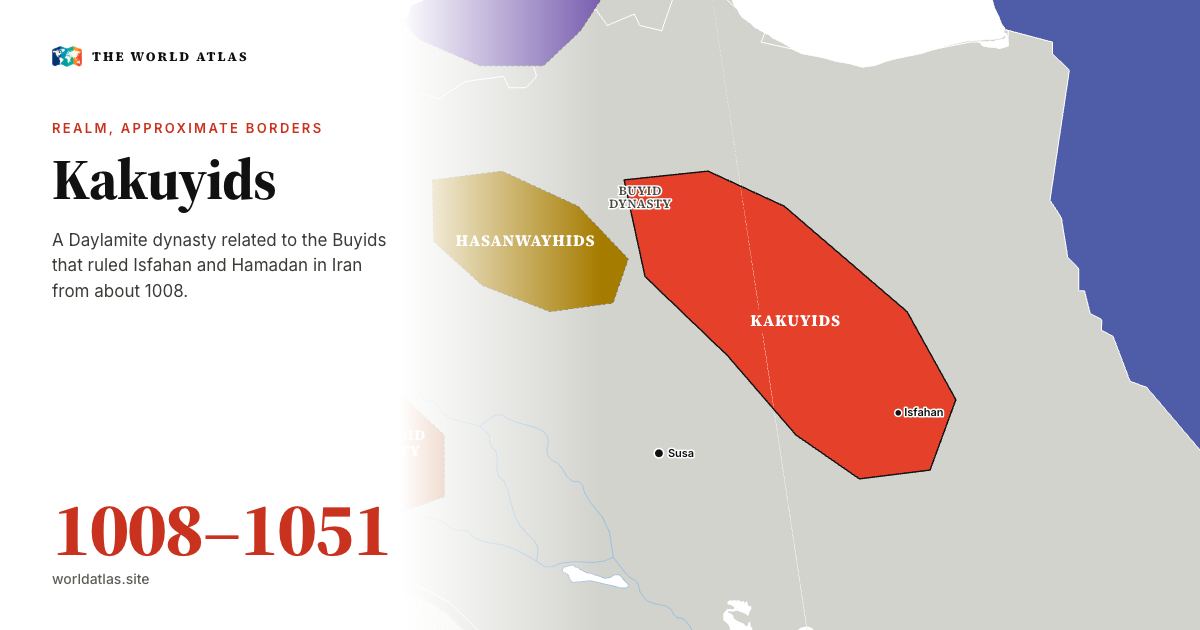 THE WORLD ATLAS
REALM, APPROXIMATE BORDERS
Kakuyids
A Daylamite dynasty related to the Buyids
that ruled Isfahan and Hamadan in Iran
from about 1008.
1008–1051
worldatlas.site
BUYID
DYNASTY
HASANWAYHIDS
KAKUYIDS
Isfahan
Susa